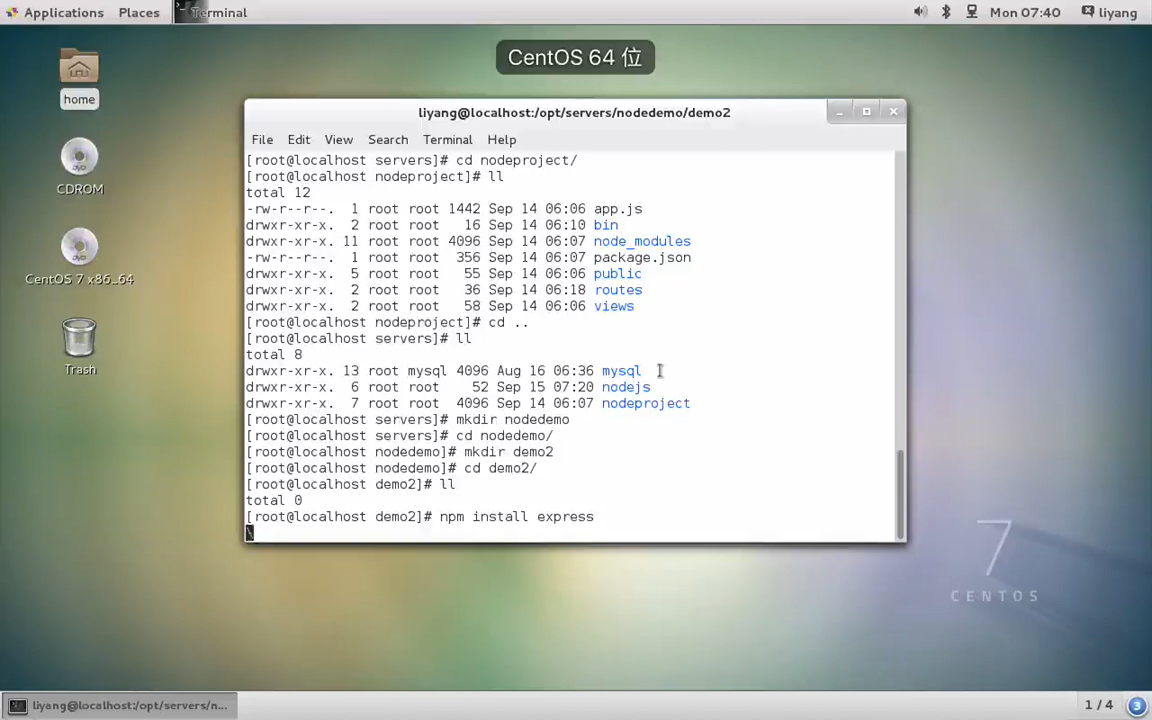 Applications Places Terminal Mon 07:40 liyang
CentOS 64 位
home
CDROM
CentOS 7 x86_64
Trash
liyang@localhost:/opt/servers/nodedemo/demo2
File Edit View Search Terminal Help
[root@localhost servers]# cd nodeproject/
[root@localhost nodeproject]# ll
total 12
-rw-r--r--. 1 root root 1442 Sep 14 06:06 app.js
drwxr-xr-x. 2 root root 16 Sep 14 06:10 bin
drwxr-xr-x. 11 root root 4096 Sep 14 06:07 node_modules
-rw-r--r--. 1 root root 356 Sep 14 06:07 package.json
drwxr-xr-x. 5 root root 55 Sep 14 06:06 public
drwxr-xr-x. 2 root root 36 Sep 14 06:18 routes
drwxr-xr-x. 2 root root 58 Sep 14 06:06 views
[root@localhost nodeproject]# cd ..
[root@localhost servers]# ll
total 8
drwxr-xr-x. 13 root mysql 4096 Aug 16 06:36 mysql
drwxr-xr-x. 6 root root 52 Sep 15 07:20 nodejs
drwxr-xr-x. 7 root root 4096 Sep 14 06:07 nodeproject
[root@localhost servers]# mkdir nodedemo
[root@localhost servers]# cd nodedemo/
[root@localhost nodedemo]# mkdir demo2
[root@localhost nodedemo]# cd demo2/
[root@localhost demo2]# ll
total 0
[root@localhost demo2]# npm install express
\
7
CENTOS
liyang@localhost:/opt/servers/n... 1 / 4 3